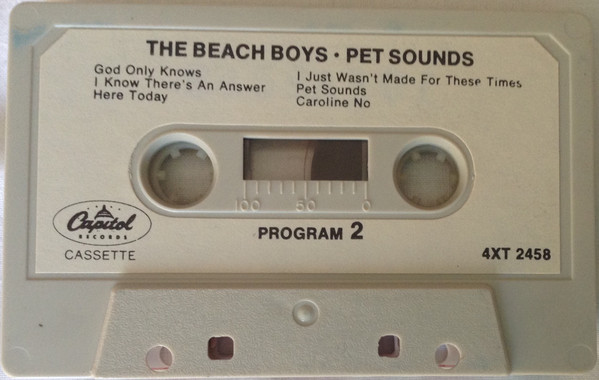 THE BEACH BOYS · PET SOUNDS
God Only Knows
I Know There's An Answer
Here Today
I Just Wasn't Made For These Times
Pet Sounds
Caroline No
100 50 0
Capitol
RECORDS
CASSETTE
PROGRAM 2
4XT 2458